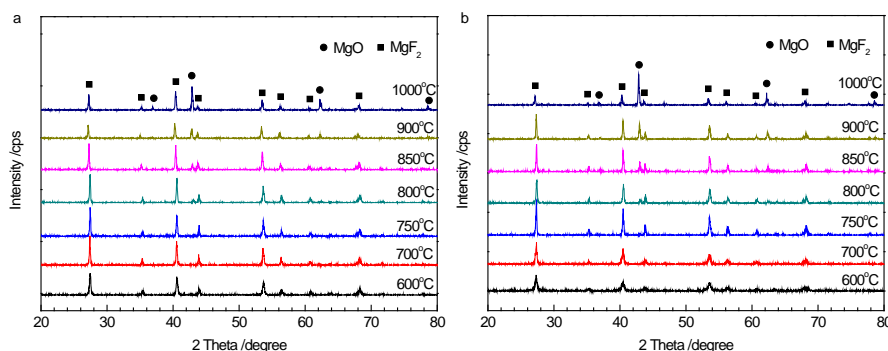 a
MgO MgF₂
1000°C
900°C
850°C
800°C
750°C
700°C
600°C
Intensity /cps
20 30 40 50 60 70 80
2 Theta /degree
b
MgO MgF₂
1000°C
900°C
850°C
800°C
750°C
700°C
600°C
Intensity /cps
20 30 40 50 60 70 80
2 Theta /degree